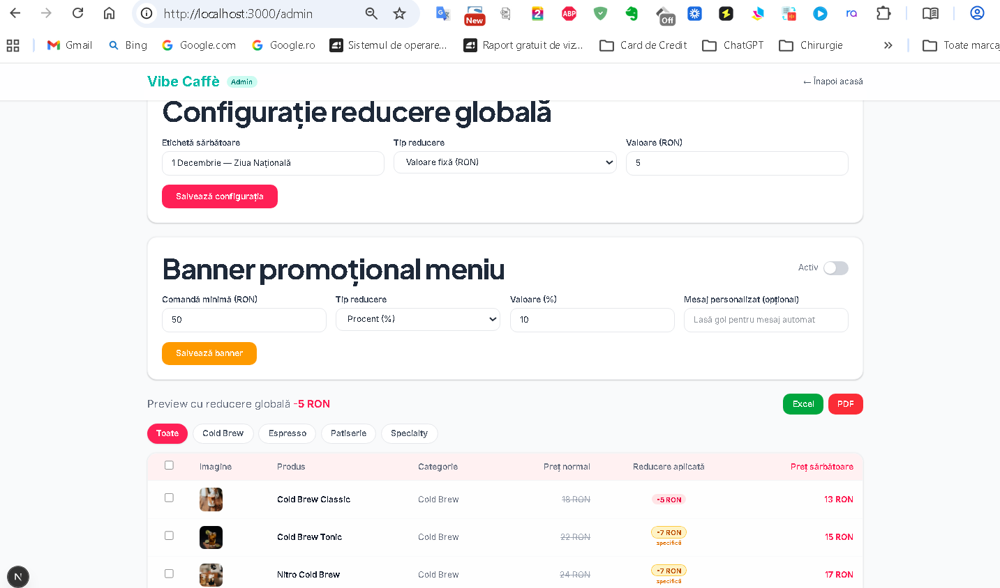 http://localhost:3000/admin
New
2
ABP
Off
ra
Gmail
Bing
Google.com
Google.ro
Sistemul de operare...
Raport gratuit de viz...
Card de Credit
ChatGPT
Chirurgie
»
Toate marcaj
Vibe Caffè
Admin
← Înapoi acasă
Configurație reducere globală
Etichetă sărbătoare
Tip reducere
Valoare (RON)
1 Decembrie — Ziua Națională
Valoare fixă (RON)
5
Salvează configurația
Banner promoțional meniu
Activ
Comandă minimă (RON)
Tip reducere
Valoare (%)
Mesaj personalizat (opțional)
50
Procent (%)
10
Lasă gol pentru mesaj automat
Salvează banner
Preview cu reducere globală -5 RON
Excel
PDF
Toate
Cold Brew
Espresso
Patiserie
Specialty
Imagine
Produs
Categorie
Preț normal
Reducere aplicată
Preț sărbătoare
Cold Brew Classic
Cold Brew
18 RON
-5 RON
13 RON
Cold Brew Tonic
Cold Brew
22 RON
-7 RON
specifică
15 RON
Nitro Cold Brew
Cold Brew
24 RON
-7 RON
specifică
17 RON
N